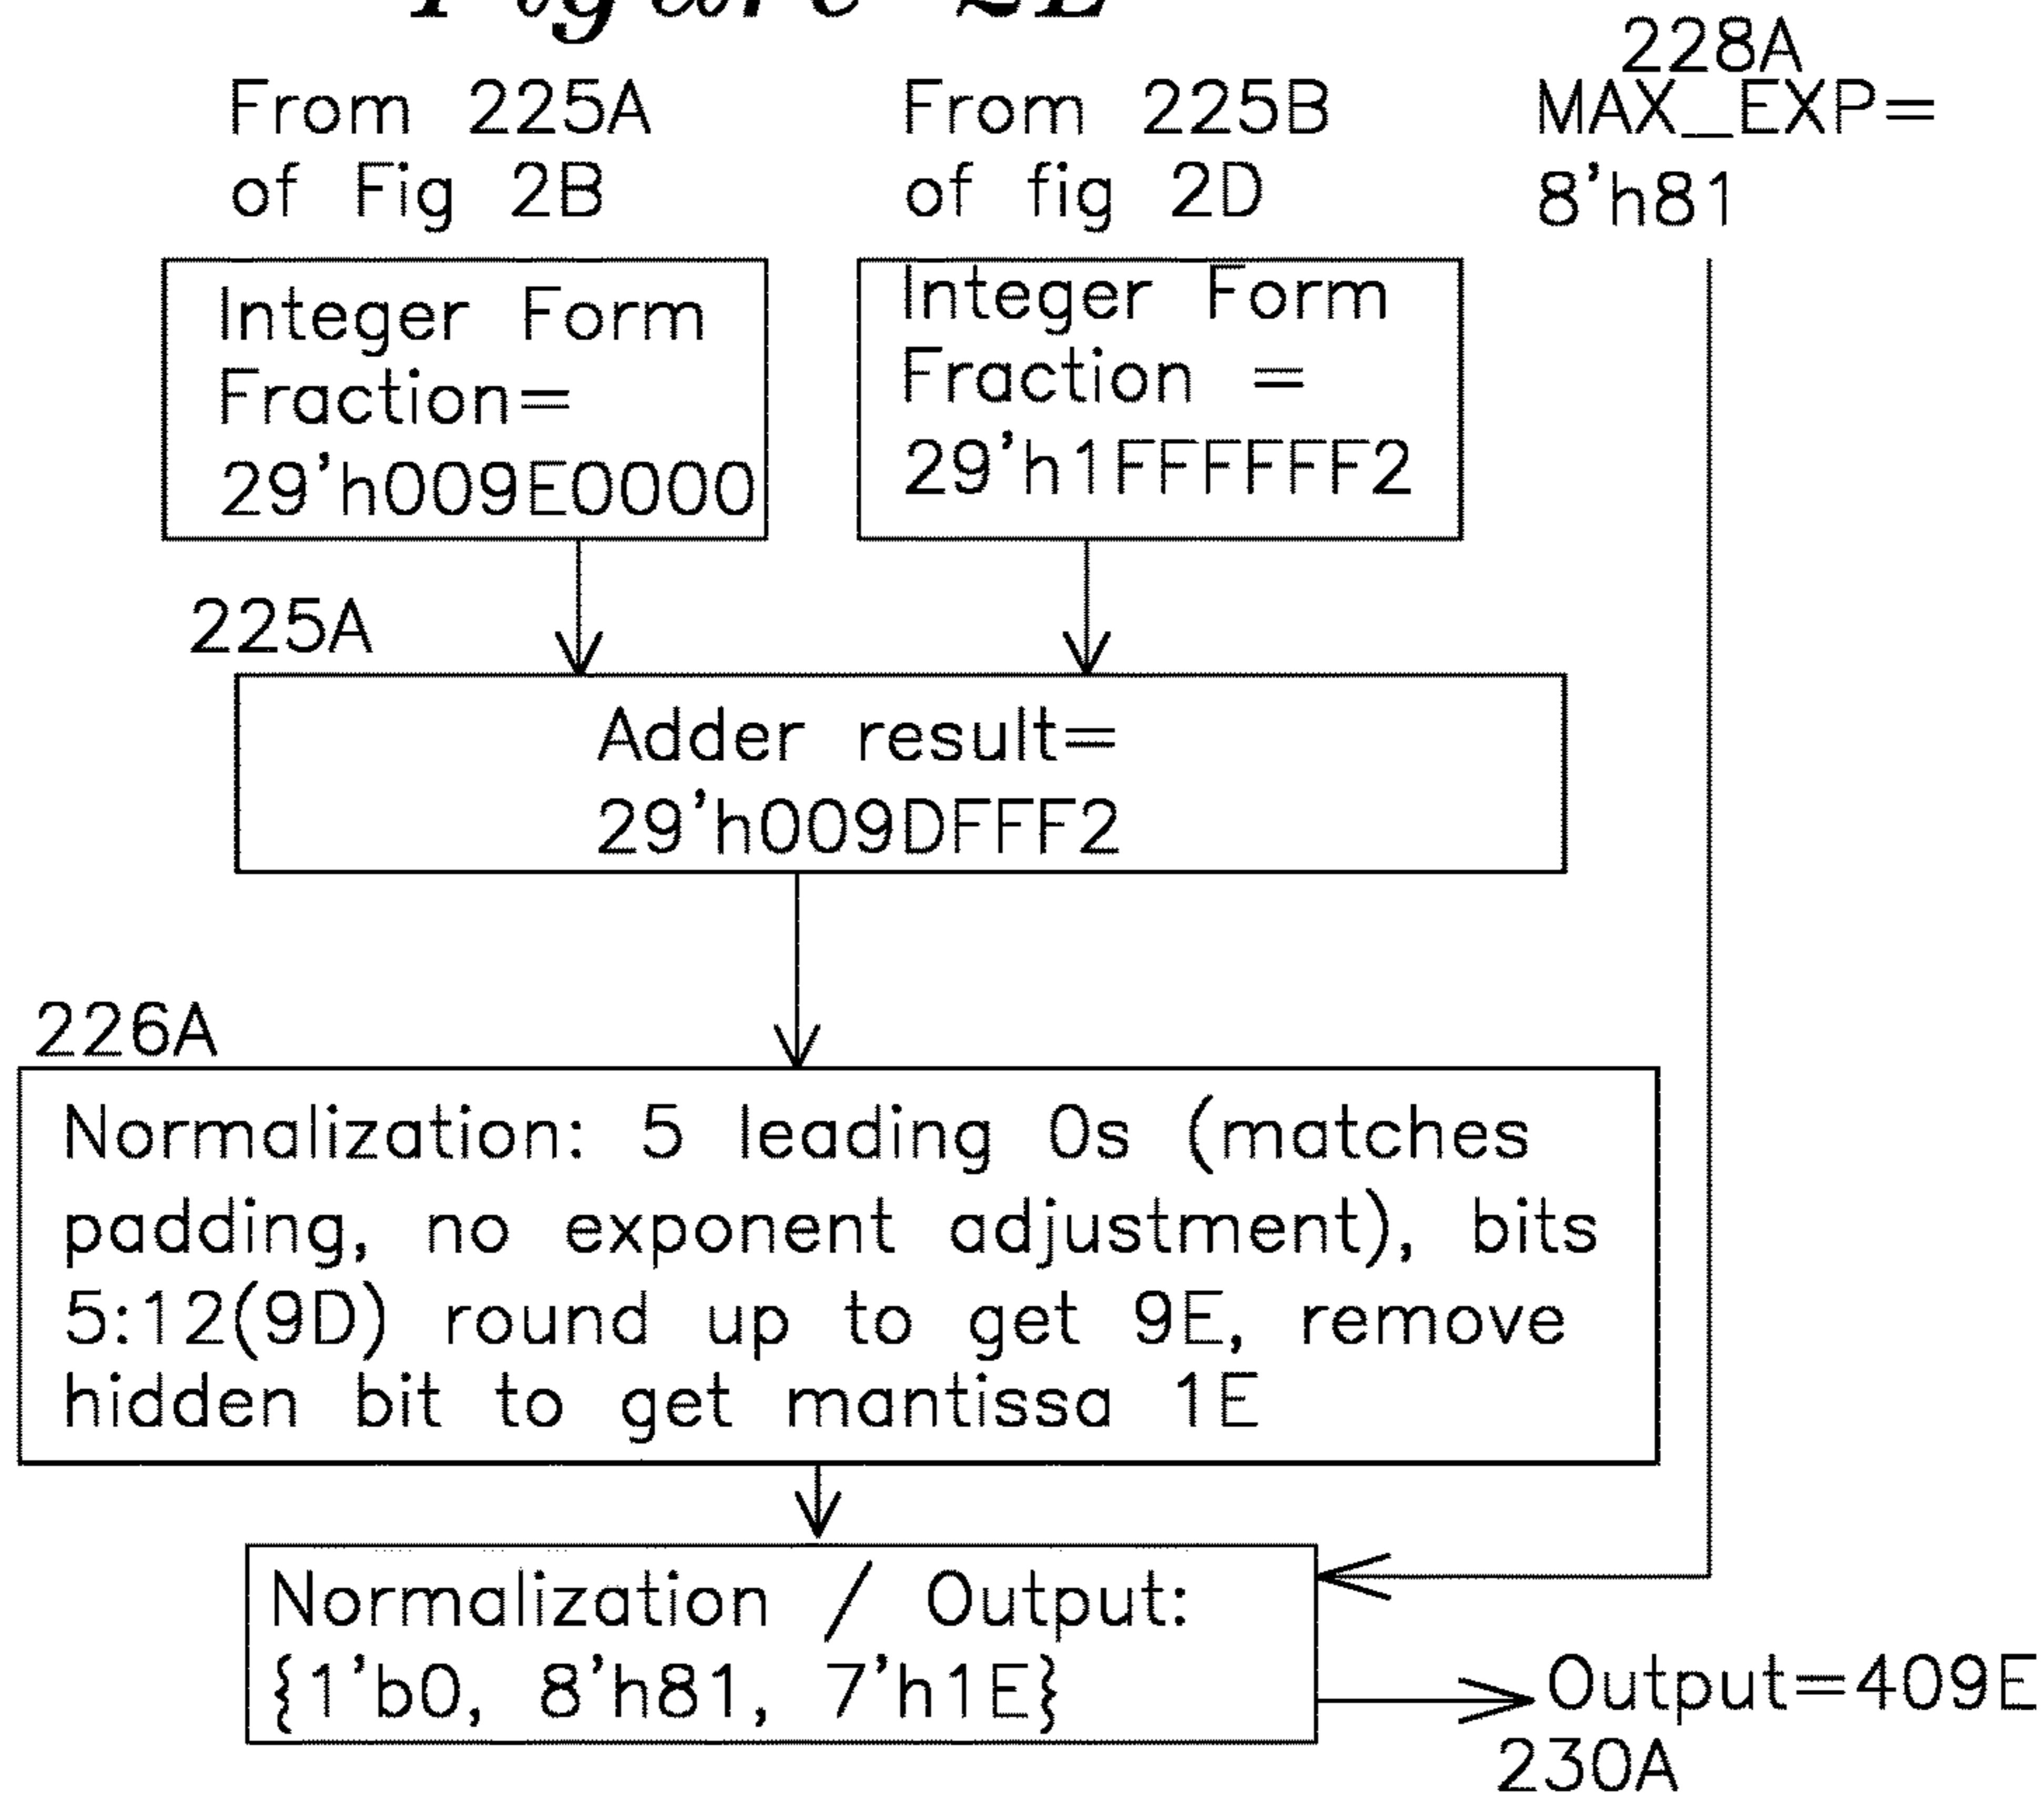 Figure 2E
228A
From 225A
of Fig 2B
From 225B
of fig 2D
MAX_EXP=
8'h81
Integer Form
Fraction=
29'h009E0000
Integer Form
Fraction =
29'h1FFFFFF2
225A
Adder result=
29'h009DFFF2
226A
Normalization: 5 leading 0s (matches
padding, no exponent adjustment), bits
5:12(9D) round up to get 9E, remove
hidden bit to get mantissa 1E
Normalization / Output:
{1'b0, 8'h81, 7'h1E}
Output=409E
230A